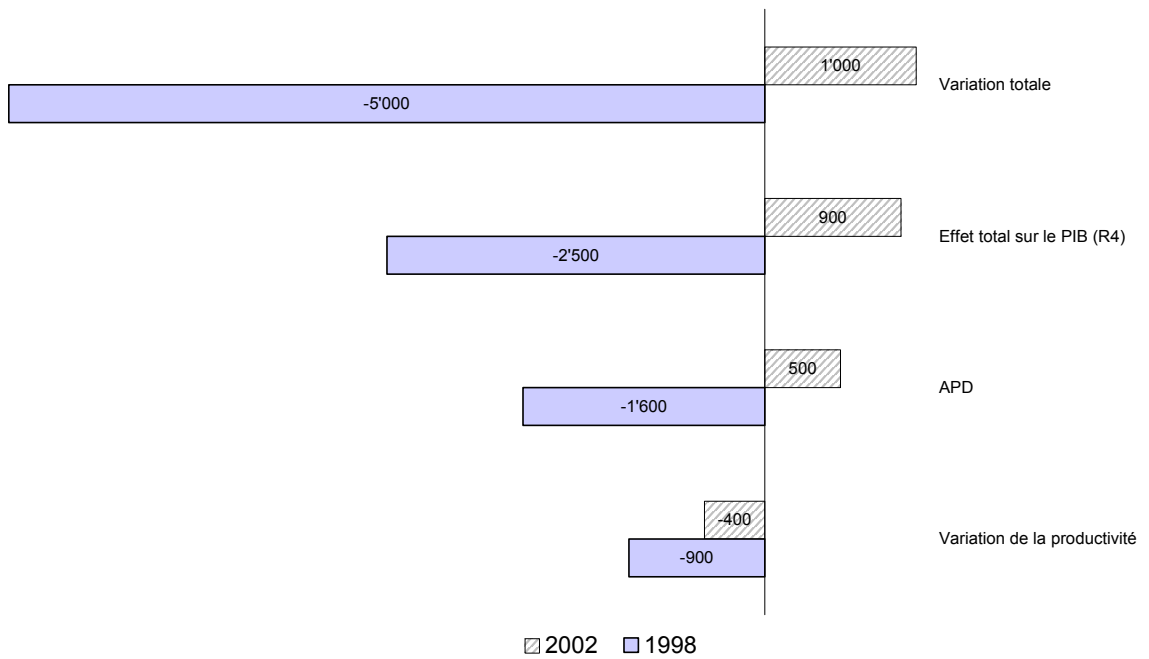 1'000
Variation totale
-5'000
900
Effet total sur le PIB (R4)
-2'500
500
APD
-1'600
-400
Variation de la productivité
-900
2002 1998